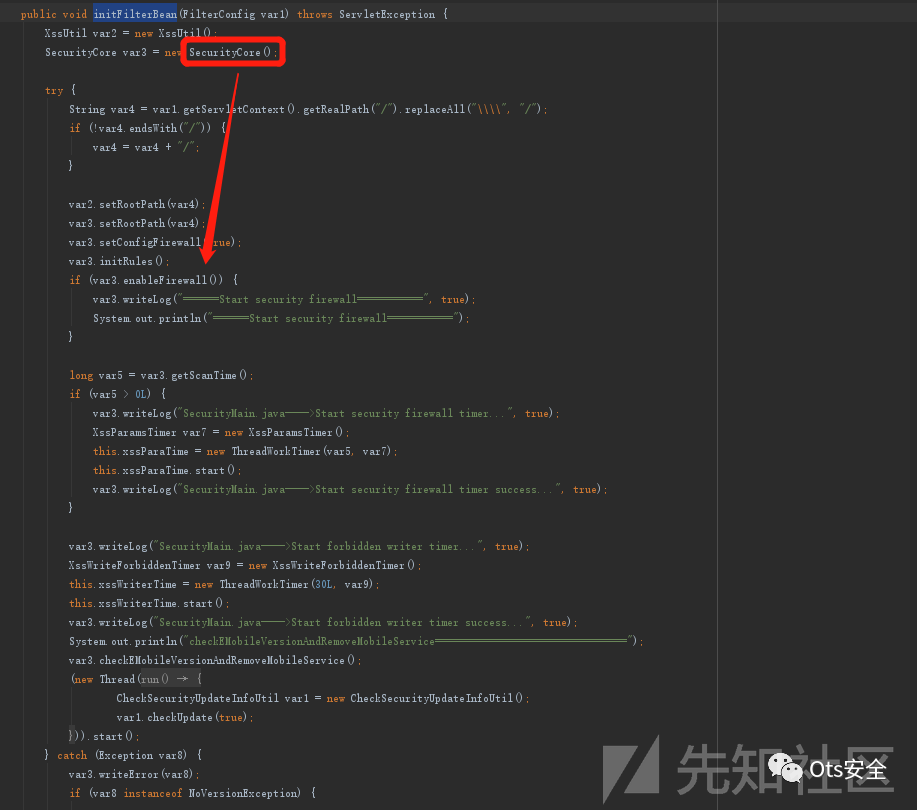 public void initFilterBean(FilterConfig var1) throws ServletException {
XssUtil var2 = new XssUtil();
SecurityCore var3 = new SecurityCore();
try {
String var4 = var1.getServletContext().getRealPath("/").replaceAll("\\\\", "/");
if (!var4.endsWith("/")) {
var4 = var4 + "/";
}
var2.setRootPath(var4);
var3.setRootPath(var4);
var3.setConfigFirewall(true);
var3.initRules();
if (var3.enableFirewall()) {
var3.writeLog("======Start security firewall===========", true);
System.out.println("======Start security firewall===========");
}
long var5 = var3.getScanTime();
if (var5 > 0L) {
var3.writeLog("SecurityMain.java---->Start security firewall timer...", true);
XssParamsTimer var7 = new XssParamsTimer();
this.xssParaTime = new ThreadWorkTimer(var5, var7);
this.xssParaTime.start();
var3.writeLog("SecurityMain.java---->Start security firewall timer success...", true);
}
var3.writeLog("SecurityMain.java---->Start forbidden writer timer...", true);
XssWriteForbiddenTimer var9 = new XssWriteForbiddenTimer();
this.xssWriterTime = new ThreadWorkTimer(30L, var9);
this.xssWriterTime.start();
var3.writeLog("SecurityMain.java---->Start forbidden writer timer success...", true);
System.out.println("checkEMobileVersionAndRemoveMobileService================================");
var3.checkEMobileVersionAndRemoveMobileService();
(new Thread(run() → {
CheckSecurityUpdateInfoUtil var1 = new CheckSecurityUpdateInfoUtil();
var1.checkUpdate(true);
})).start();
} catch (Exception var8) {
var3.writeError(var8);
if (var8 instanceof NoVersionException) {
先知社区
Ots安全